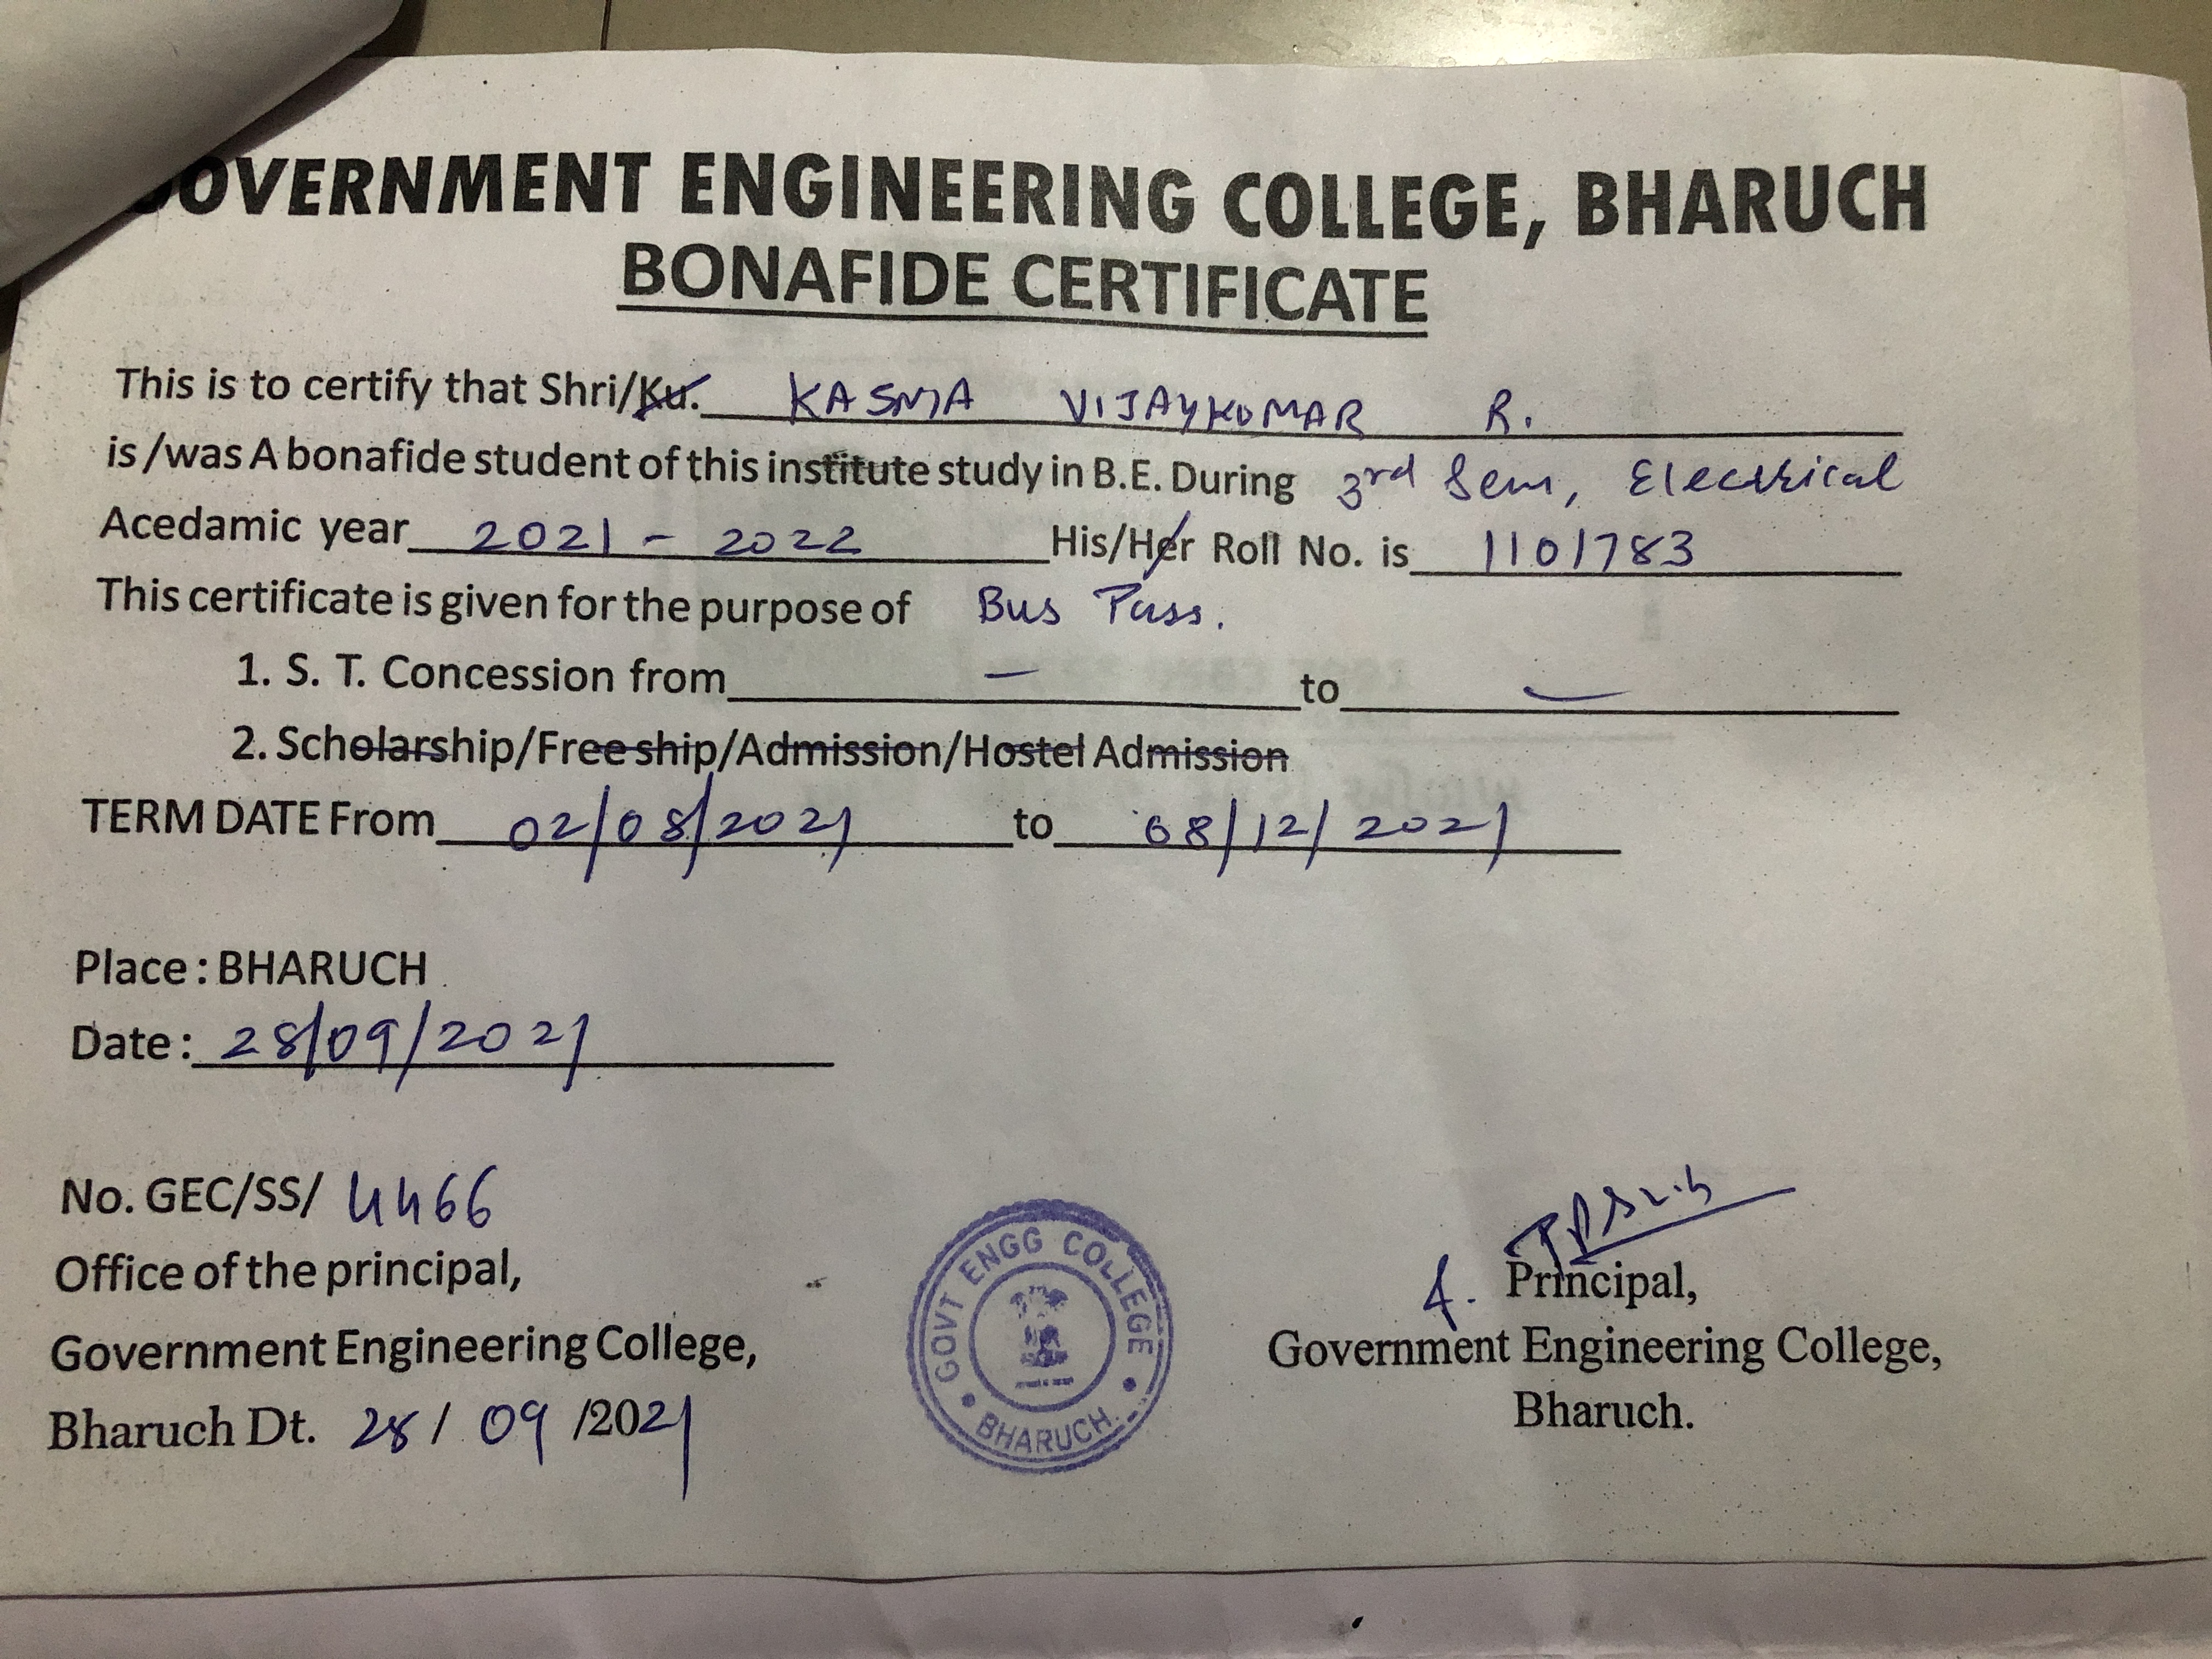 OVERNMENT ENGINEERING COLLEGE, BHARUCH
BONAFIDE CERTIFICATE
This is to certify that Shri/Ku. KASMA VIJAYKUMAR R.
is /was A bonafide student of this institute study in B.E. During 3rd Sem, Electrical
Acedamic year 2021 - 2022 His/Her Roll No. is 1101783
This certificate is given for the purpose of Bus Pass.
1. S. T. Concession from — to —
2. Scholarship/Freeship/Admission/Hostel Admission
TERM DATE From 02/08/2021 to 08/12/2021
Place : BHARUCH
Date : 28/09/2021
No. GEC/SS/ 4466
Office of the principal,
Government Engineering College,
Bharuch Dt. 28 / 09 /2021
GOVT ENGG COLLEGE
BHARUCH.
Principal,
Government Engineering College,
Bharuch.